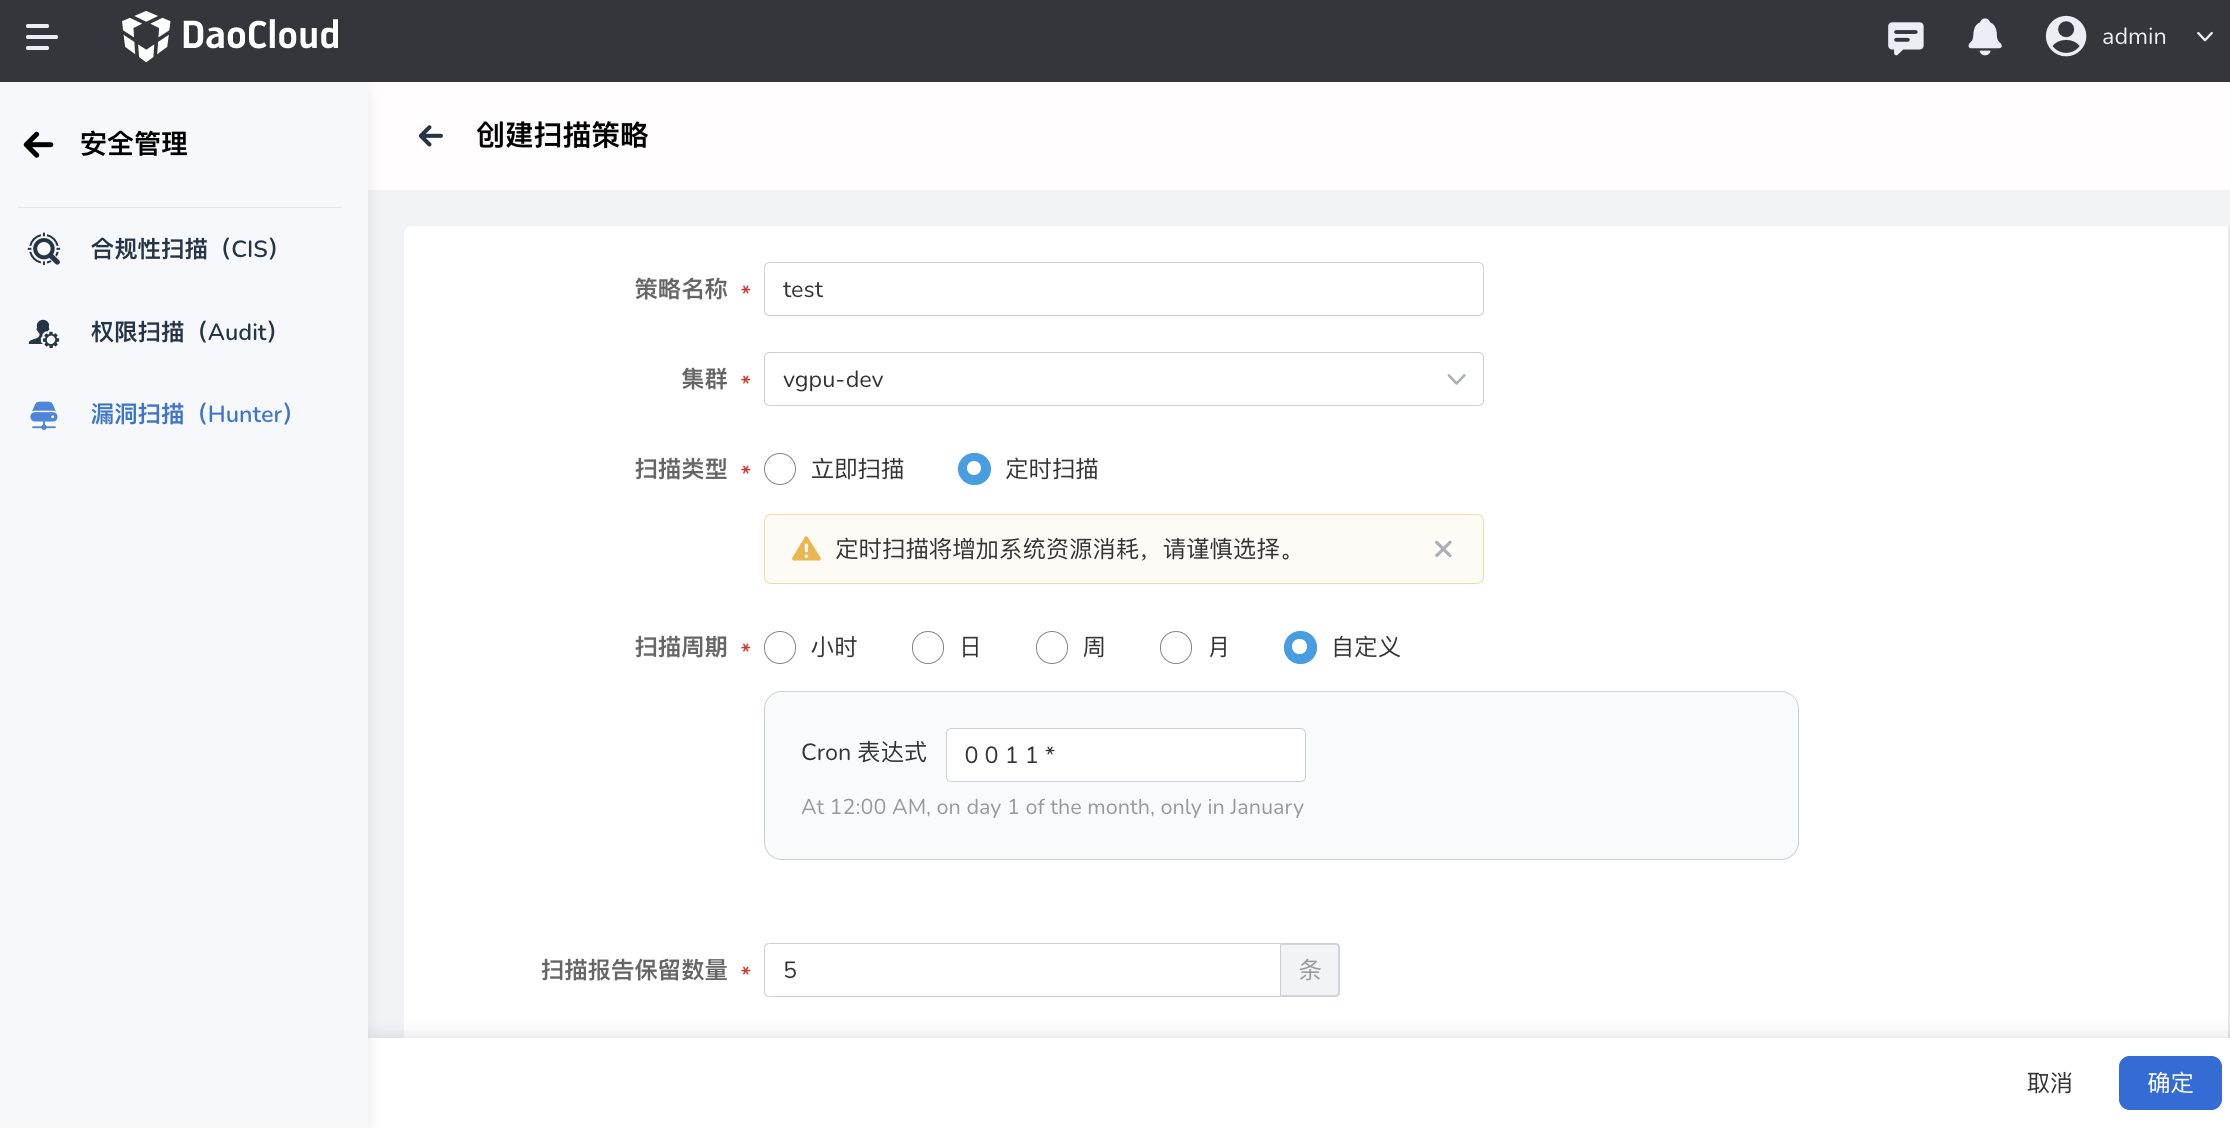 DaoCloud
admin
安全管理
合规性扫描（CIS）
权限扫描（Audit）
漏洞扫描（Hunter）
创建扫描策略
策略名称 * test
集群 * vgpu-dev
扫描类型 * 立即扫描 定时扫描
定时扫描将增加系统资源消耗，请谨慎选择。
扫描周期 * 小时 日 周 月 自定义
Cron 表达式 0 0 1 1 *
At 12:00 AM, on day 1 of the month, only in January
扫描报告保留数量 * 5 条
取消 确定